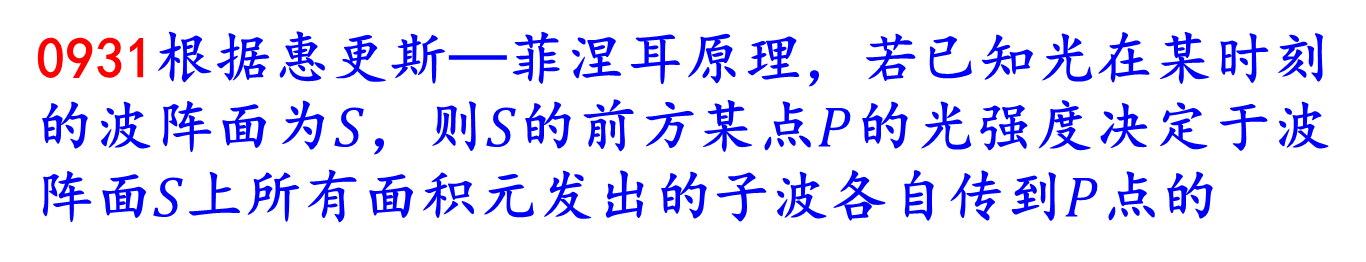 0931根据惠更斯—菲涅耳原理，若已知光在某时刻
的波阵面为S，则S的前方某点P的光强度决定于波
阵面S上所有面积元发出的子波各自传到P点的